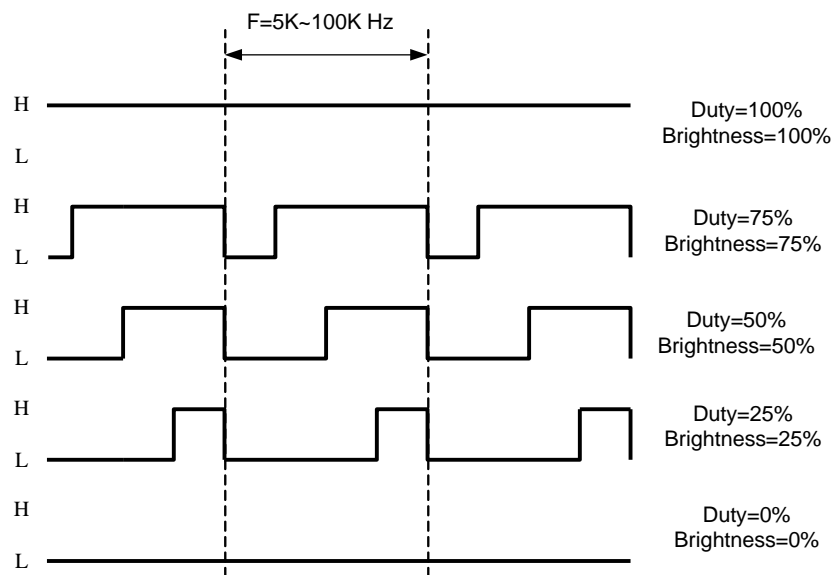 F=5K~100K Hz
H
L
Duty=100%
Brightness=100%
H
L
Duty=75%
Brightness=75%
H
L
Duty=50%
Brightness=50%
H
L
Duty=25%
Brightness=25%
H
L
Duty=0%
Brightness=0%